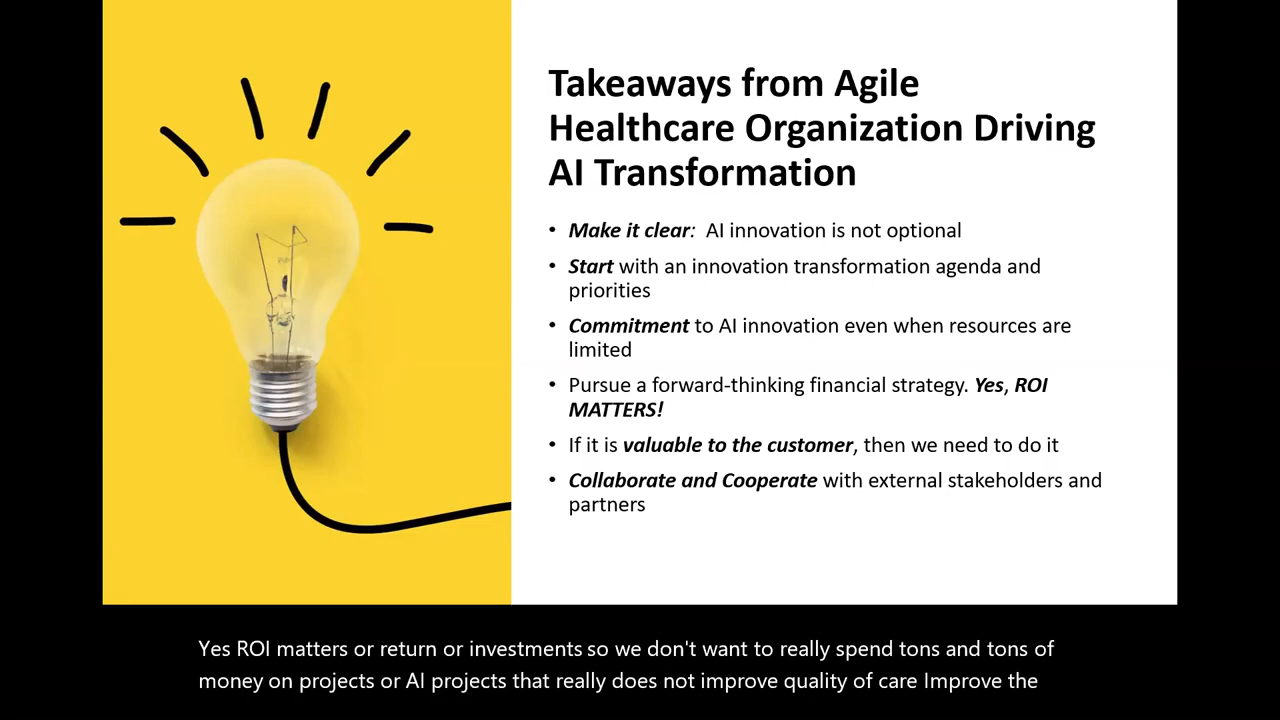 Takeaways from Agile
Healthcare Organization Driving
AI Transformation
• Make it clear: AI innovation is not optional
• Start with an innovation transformation agenda and
priorities
• Commitment to AI innovation even when resources are
limited
• Pursue a forward-thinking financial strategy. Yes, ROI
MATTERS!
• If it is valuable to the customer, then we need to do it
• Collaborate and Cooperate with external stakeholders and
partners
Yes ROI matters or return or investments so we don't want to really spend tons and tons of
money on projects or AI projects that really does not improve quality of care Improve the